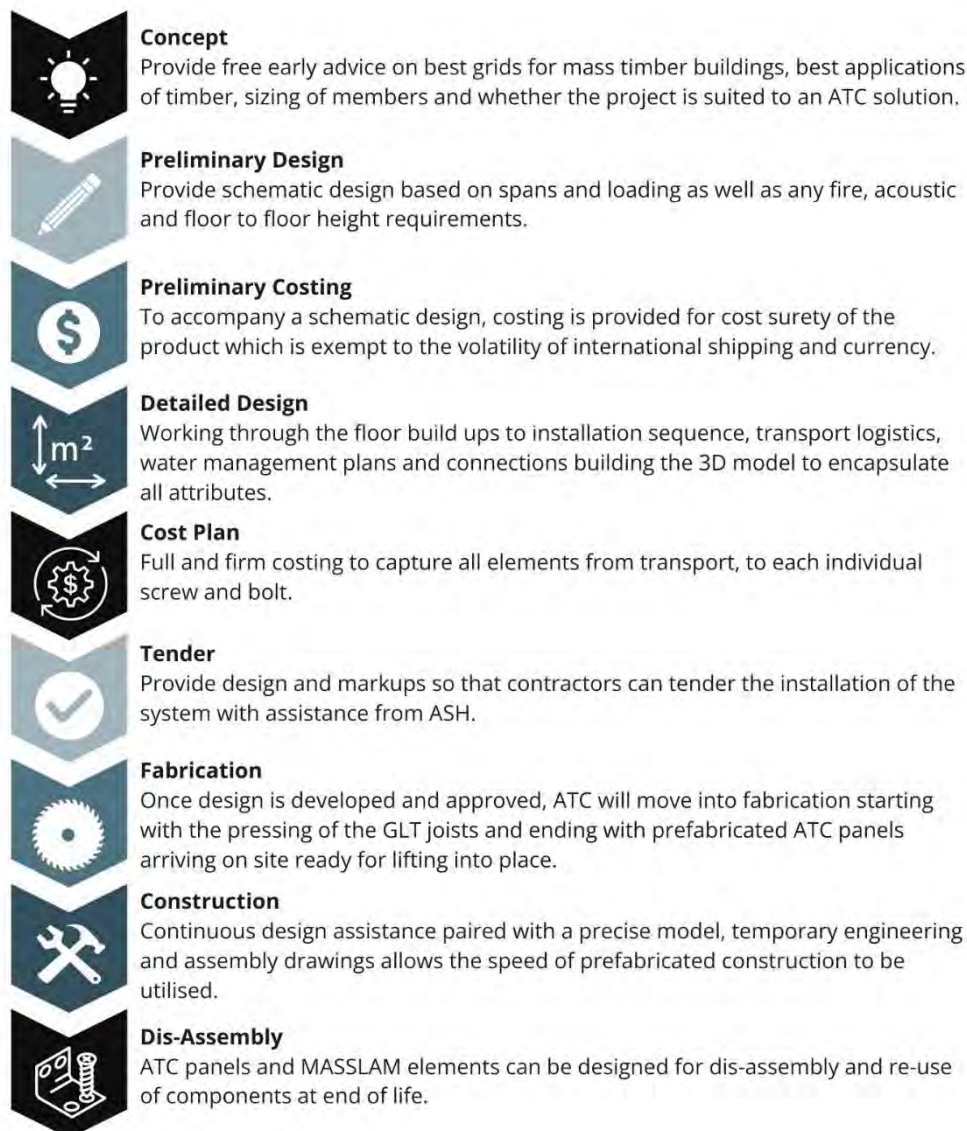 Concept
Provide free early advice on best grids for mass timber buildings, best applications
of timber, sizing of members and whether the project is suited to an ATC solution.
Preliminary Design
Provide schematic design based on spans and loading as well as any fire, acoustic
and floor to floor height requirements.
$
Preliminary Costing
To accompany a schematic design, costing is provided for cost surety of the
product which is exempt to the volatility of international shipping and currency.
m²
Detailed Design
Working through the floor build ups to installation sequence, transport logistics,
water management plans and connections building the 3D model to encapsulate
all attributes.
$
Cost Plan
Full and firm costing to capture all elements from transport, to each individual
screw and bolt.
Tender
Provide design and markups so that contractors can tender the installation of the
system with assistance from ASH.
Fabrication
Once design is developed and approved, ATC will move into fabrication starting
with the pressing of the GLT joists and ending with prefabricated ATC panels
arriving on site ready for lifting into place.
Construction
Continuous design assistance paired with a precise model, temporary engineering
and assembly drawings allows the speed of prefabricated construction to be
utilised.
Dis-Assembly
ATC panels and MASSLAM elements can be designed for dis-assembly and re-use
of components at end of life.